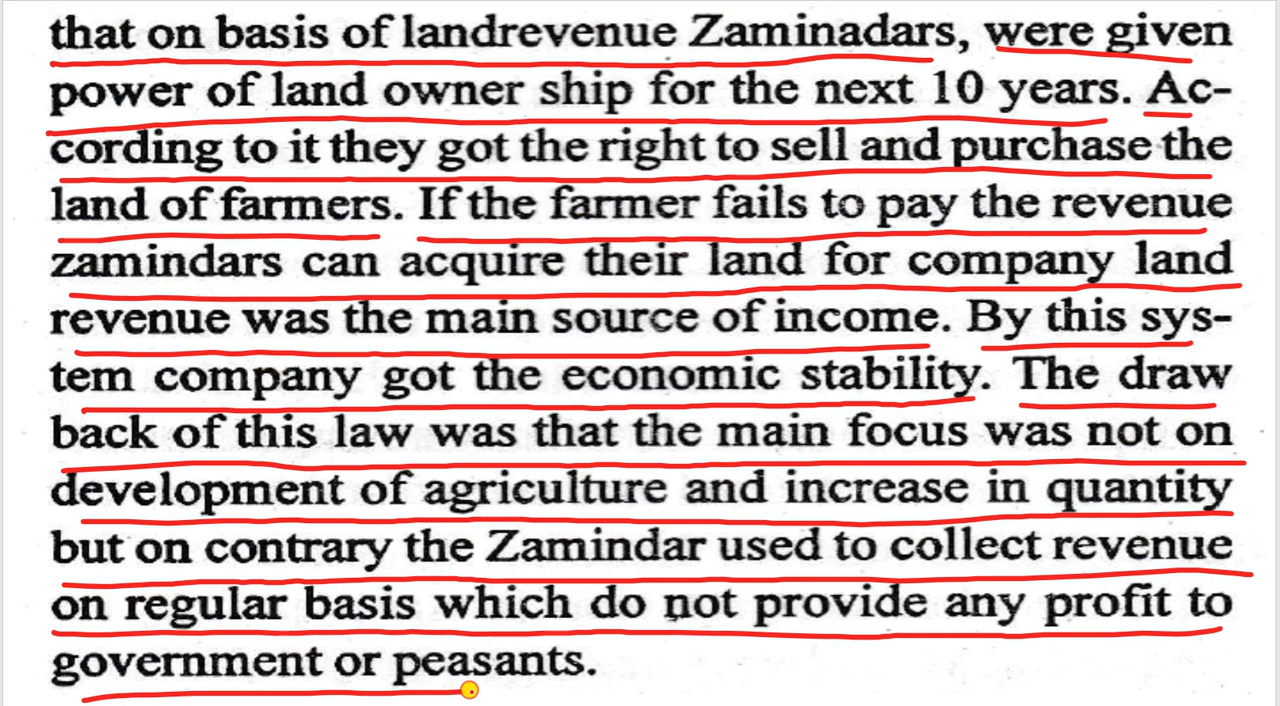 that on basis of landrevenue Zaminadars, were given
power of land owner ship for the next 10 years. Ac-
cording to it they got the right to sell and purchase the
land of farmers. If the farmer fails to pay the revenue
zamindars can acquire their land for company land
revenue was the main source of income. By this sys-
tem company got the economic stability. The draw
back of this law was that the main focus was not on
development of agriculture and increase in quantity
but on contrary the Zamindar used to collect revenue
on regular basis which do not provide any profit to
government or peasants.